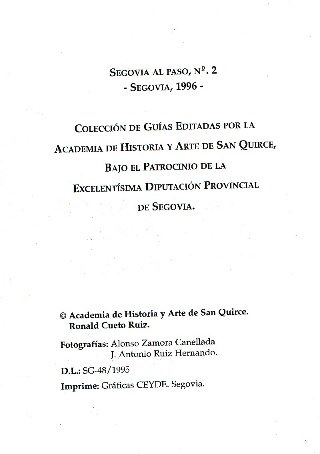 SEGOVIA AL PASO, Nº. 2
- SEGOVIA, 1996 -
COLECCIÓN DE GUÍAS EDITADAS POR LA
ACADEMIA DE HISTORIA Y ARTE DE SAN QUIRCE,
BAJO EL PATROCINIO DE LA
EXCELENTÍSIMA DIPUTACIÓN PROVINCIAL
DE SEGOVIA.
© Academia de Historia y Arte de San Quirce.
Ronald Cueto Ruiz.
Fotografías: Alonso Zamora Canellada
J. Antonio Ruiz Hernando.
D.L.: SG-48/1995
Imprime: Gráficas CEYDE. Segovia.